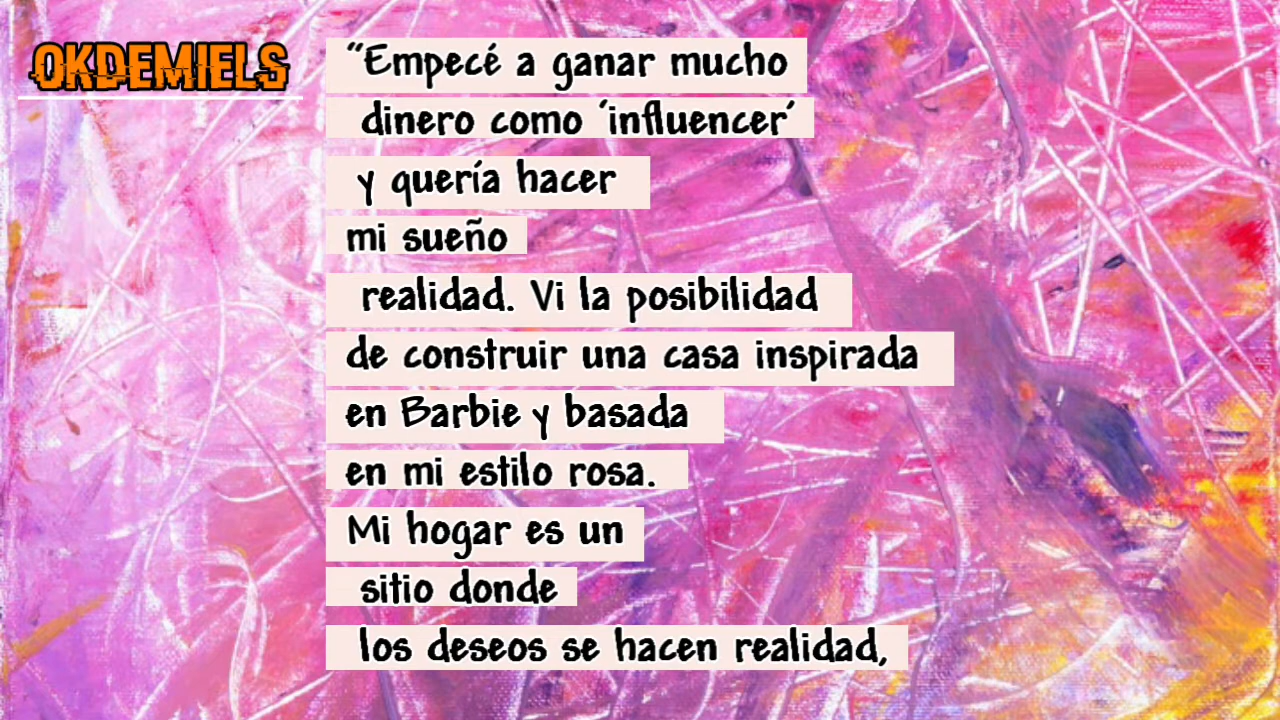 OKDEMIELS
“Empecé a ganar mucho
dinero como ‘influencer’
y quería hacer
mi sueño
realidad. Vi la posibilidad
de construir una casa inspirada
en Barbie y basada
en mi estilo rosa.
Mi hogar es un
sitio donde
los deseos se hacen realidad,